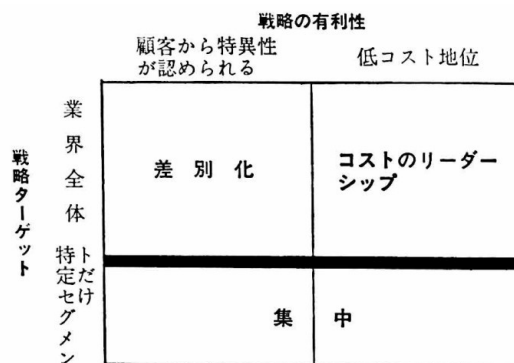 戦略の有利性
顧客から特異性
が認められる
低コスト地位
戦略ターゲット
業界全体
特定セグメン
トだけ
差別化
コストのリーダー
シップ
集中